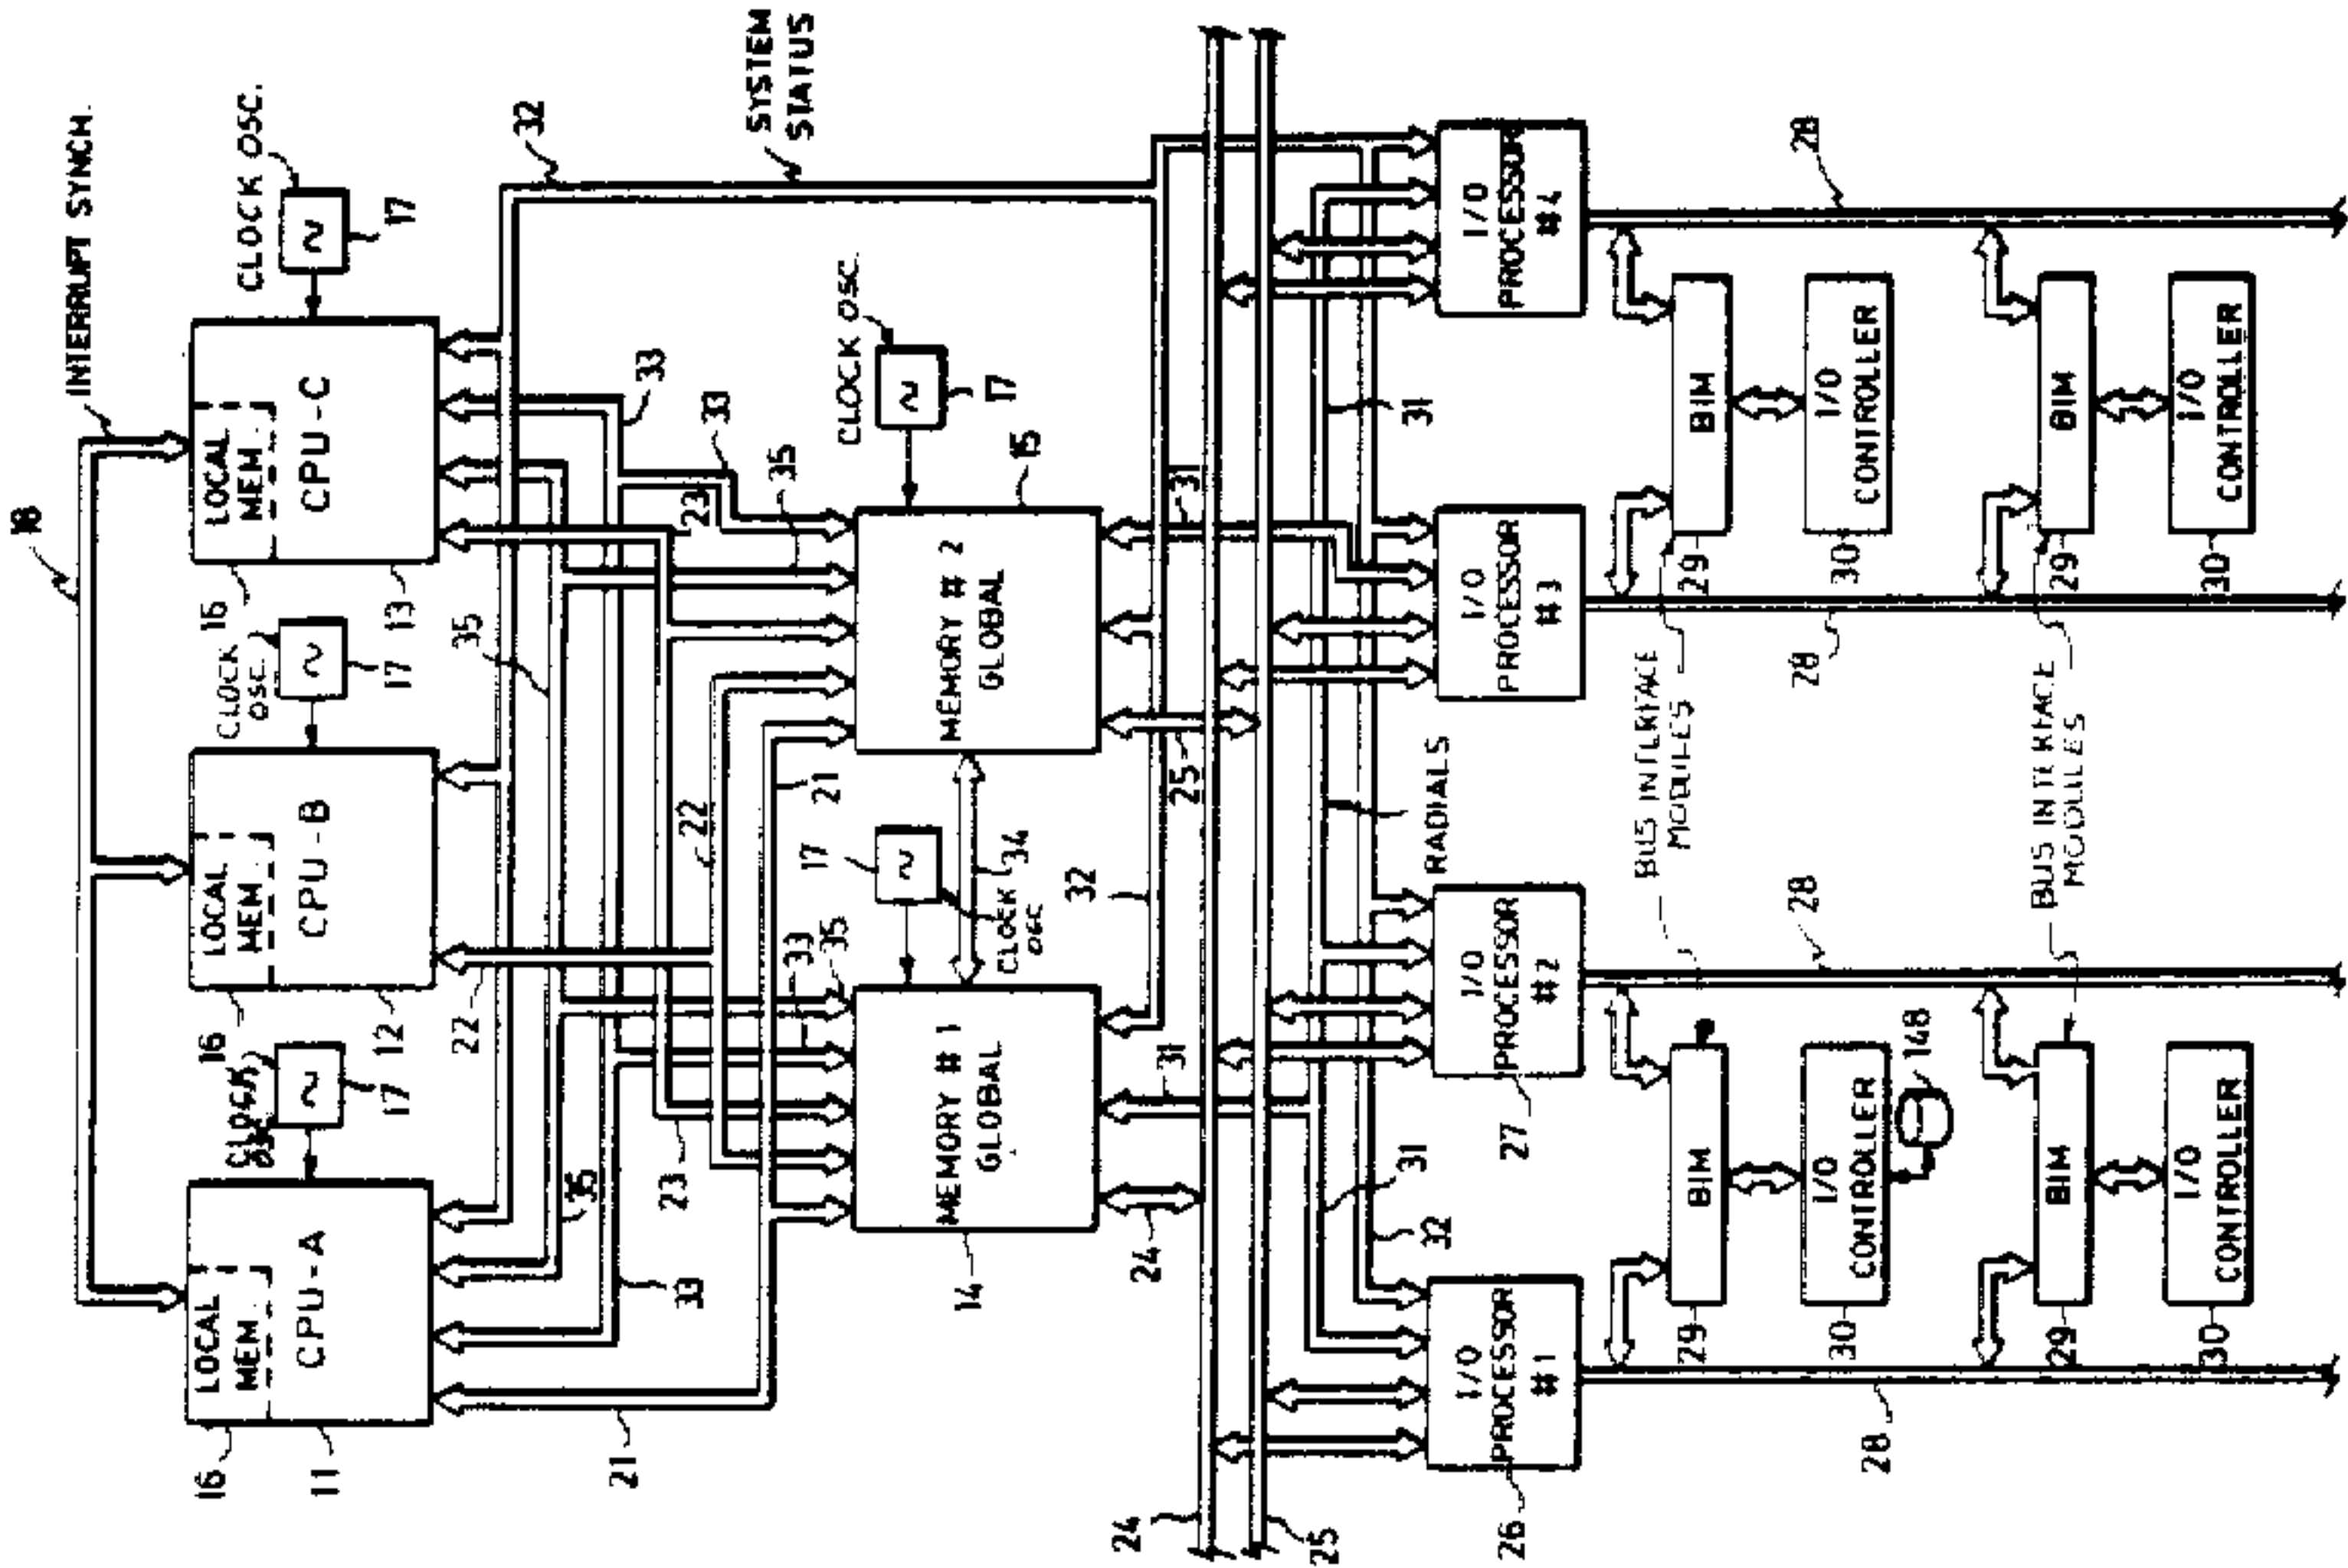 18
INTERRUPT SYNCH.
LOCAL
MEM.
CPU-A
16
11
CLOCK
OSC.
17
LOCAL
MEM.
CPU-B
16
12
CLOCK
OSC.
17
LOCAL
MEM.
CPU-C
16
13
CLOCK OSC.
17
21
22
35
33
35
32
SYSTEM
STATUS
33
23
22
21
33
35
23
33
35
MEMORY # 1
GLOBAL
14
17
CLOCK
OSC
34
MEMORY # 2
GLOBAL
15
CLOCK OSC.
17
24
31
32
25
31
24
25
31
32
RADIALS
31
I/O
PROCESSOR
#1
26
I/O
PROCESSOR
#2
27
I/O
PROCESSOR
#3
I/O
PROCESSOR
#4
28
28
28
28
BIM
29
I/O
CONTROLLER
30
148
BUS INTERFACE
MODULES
BIM
29
I/O
CONTROLLER
30
BIM
29
I/O
CONTROLLER
30
BUS INTERFACE
MODULES
BIM
29
I/O
CONTROLLER
30